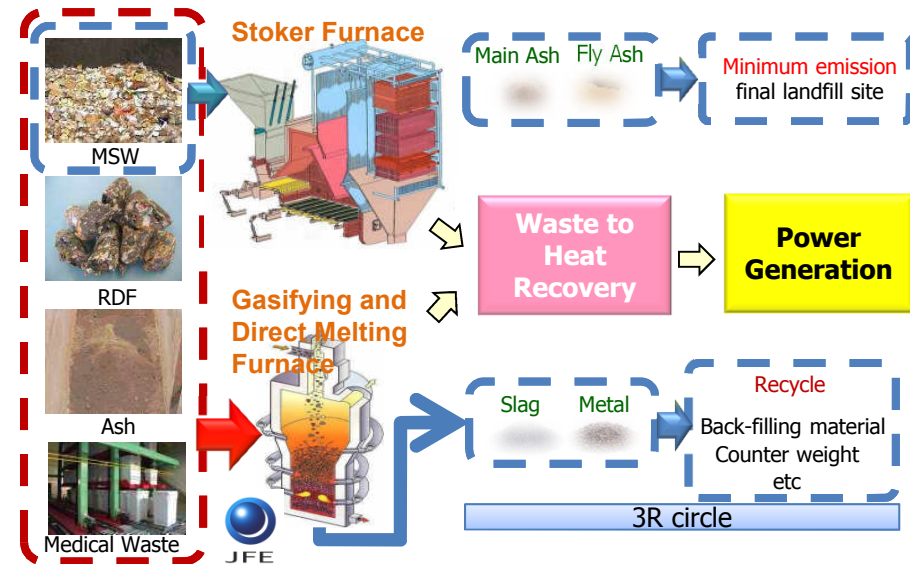 Stoker Furnace
MSW
RDF
Ash
Medical Waste
Main Ash
Fly Ash
Minimum emission
final landfill site
Waste to
Heat
Recovery
Power
Generation
Gasifying and
Direct Melting
Furnace
Slag
Metal
Recycle
Back-filling material
Counter weight
etc
3R circle
JFE